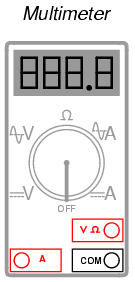 Multimeter
888.8
Ω
V A
V A
OFF
V Ω
A COM